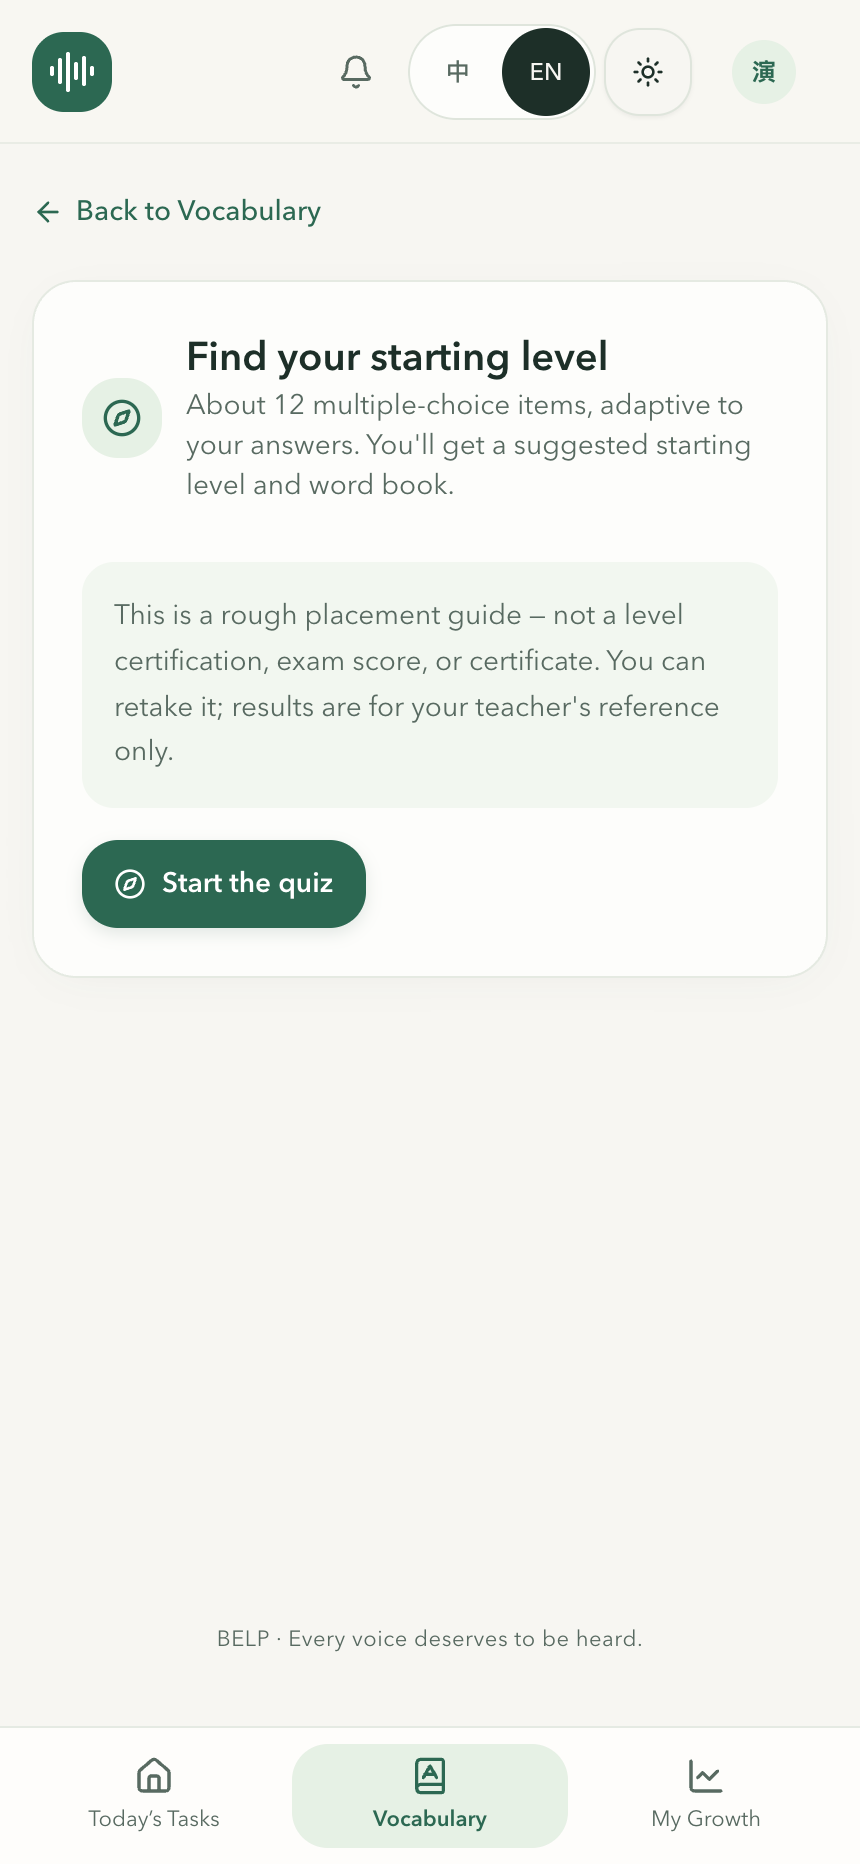 中
EN
演
Back to Vocabulary
Find your starting level
About 12 multiple-choice items, adaptive to
your answers. You'll get a suggested starting
level and word book.
This is a rough placement guide – not a level
certification, exam score, or certificate. You can
retake it; results are for your teacher's reference
only.
Start the quiz
BELP · Every voice deserves to be heard.
Today’s Tasks
Vocabulary
My Growth